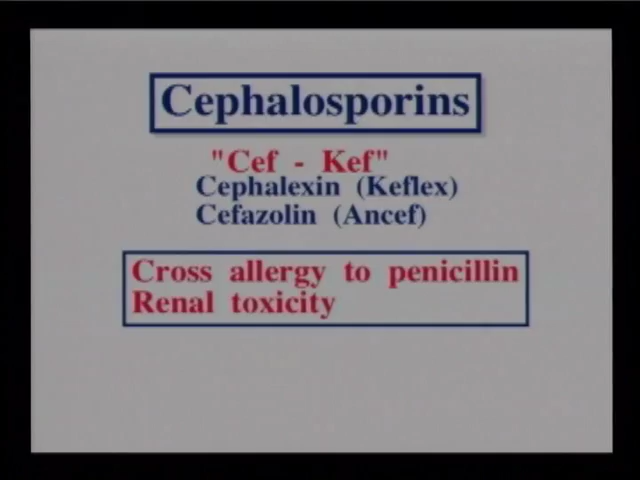 Cephalosporins
"Cef - Kef"
Cephalexin (Keflex)
Cefazolin (Ancef)
Cross allergy to penicillin
Renal toxicity